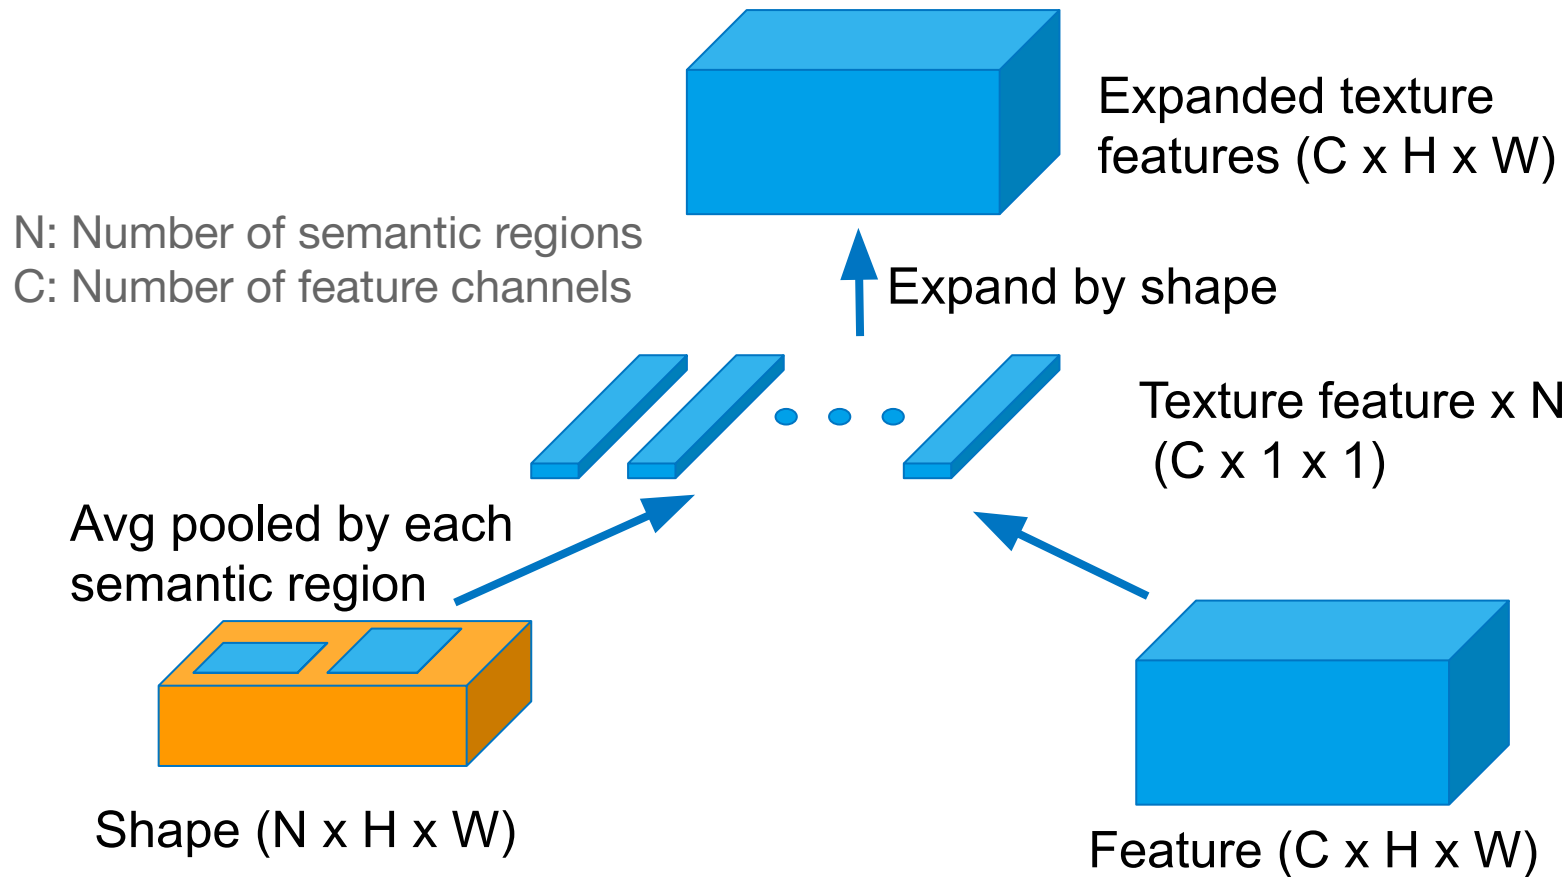 Expanded texture
features (C x H x W)
N: Number of semantic regions
C: Number of feature channels
Expand by shape
Texture feature x N
(C x 1 x 1)
Avg pooled by each
semantic region
Shape (N x H x W)
Feature (C x H x W)